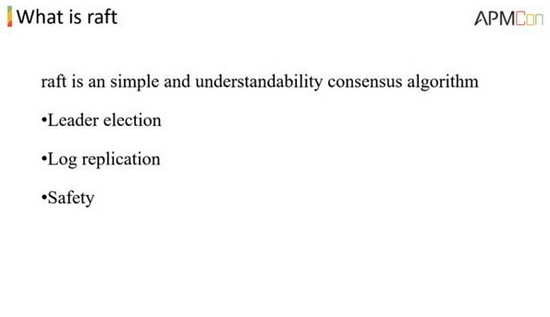 What is raft
APMCon
raft is an simple and understandability consensus algorithm
•Leader election
•Log replication
•Safety